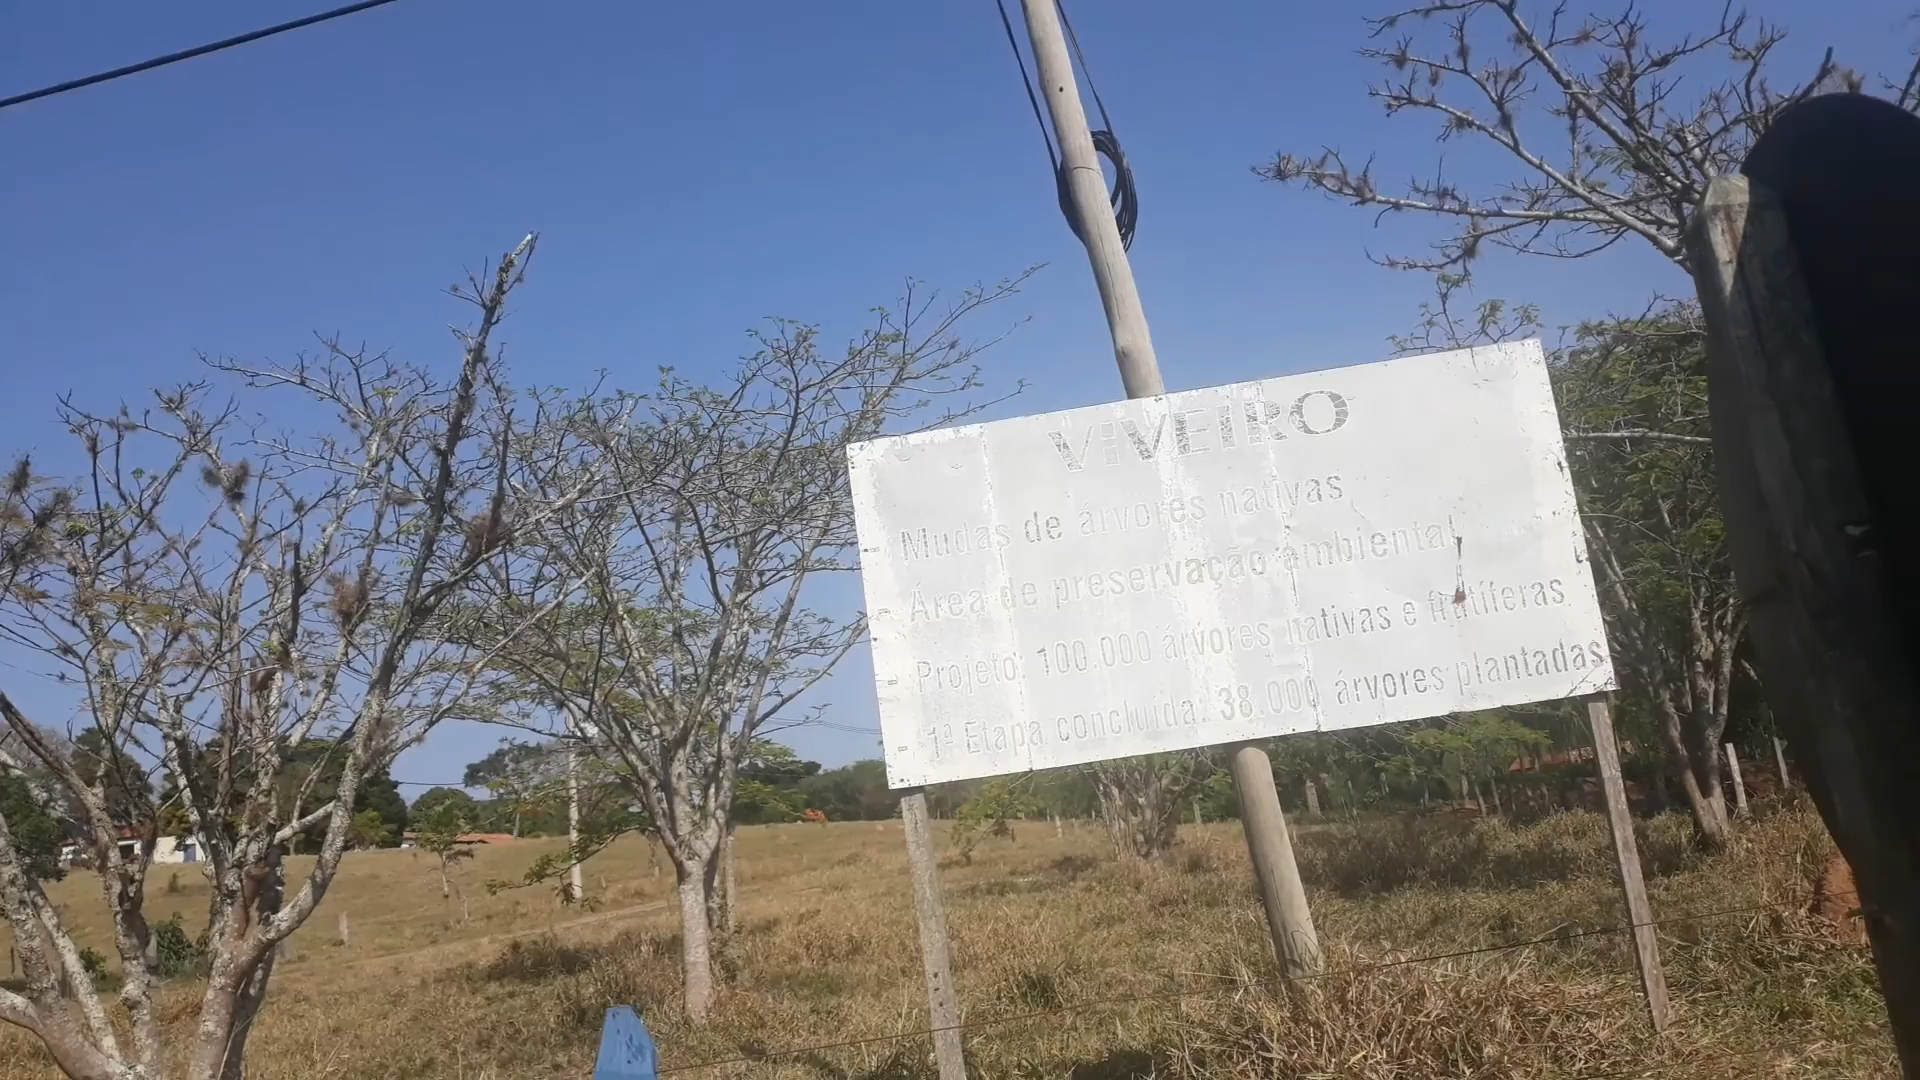 VIVEIRO
- Mudas de árvores nativas
- Área de preservação ambiental
- Projeto: 100.000 árvores nativas e frutíferas
- 1ª Etapa concluída: 38.000 árvores plantadas